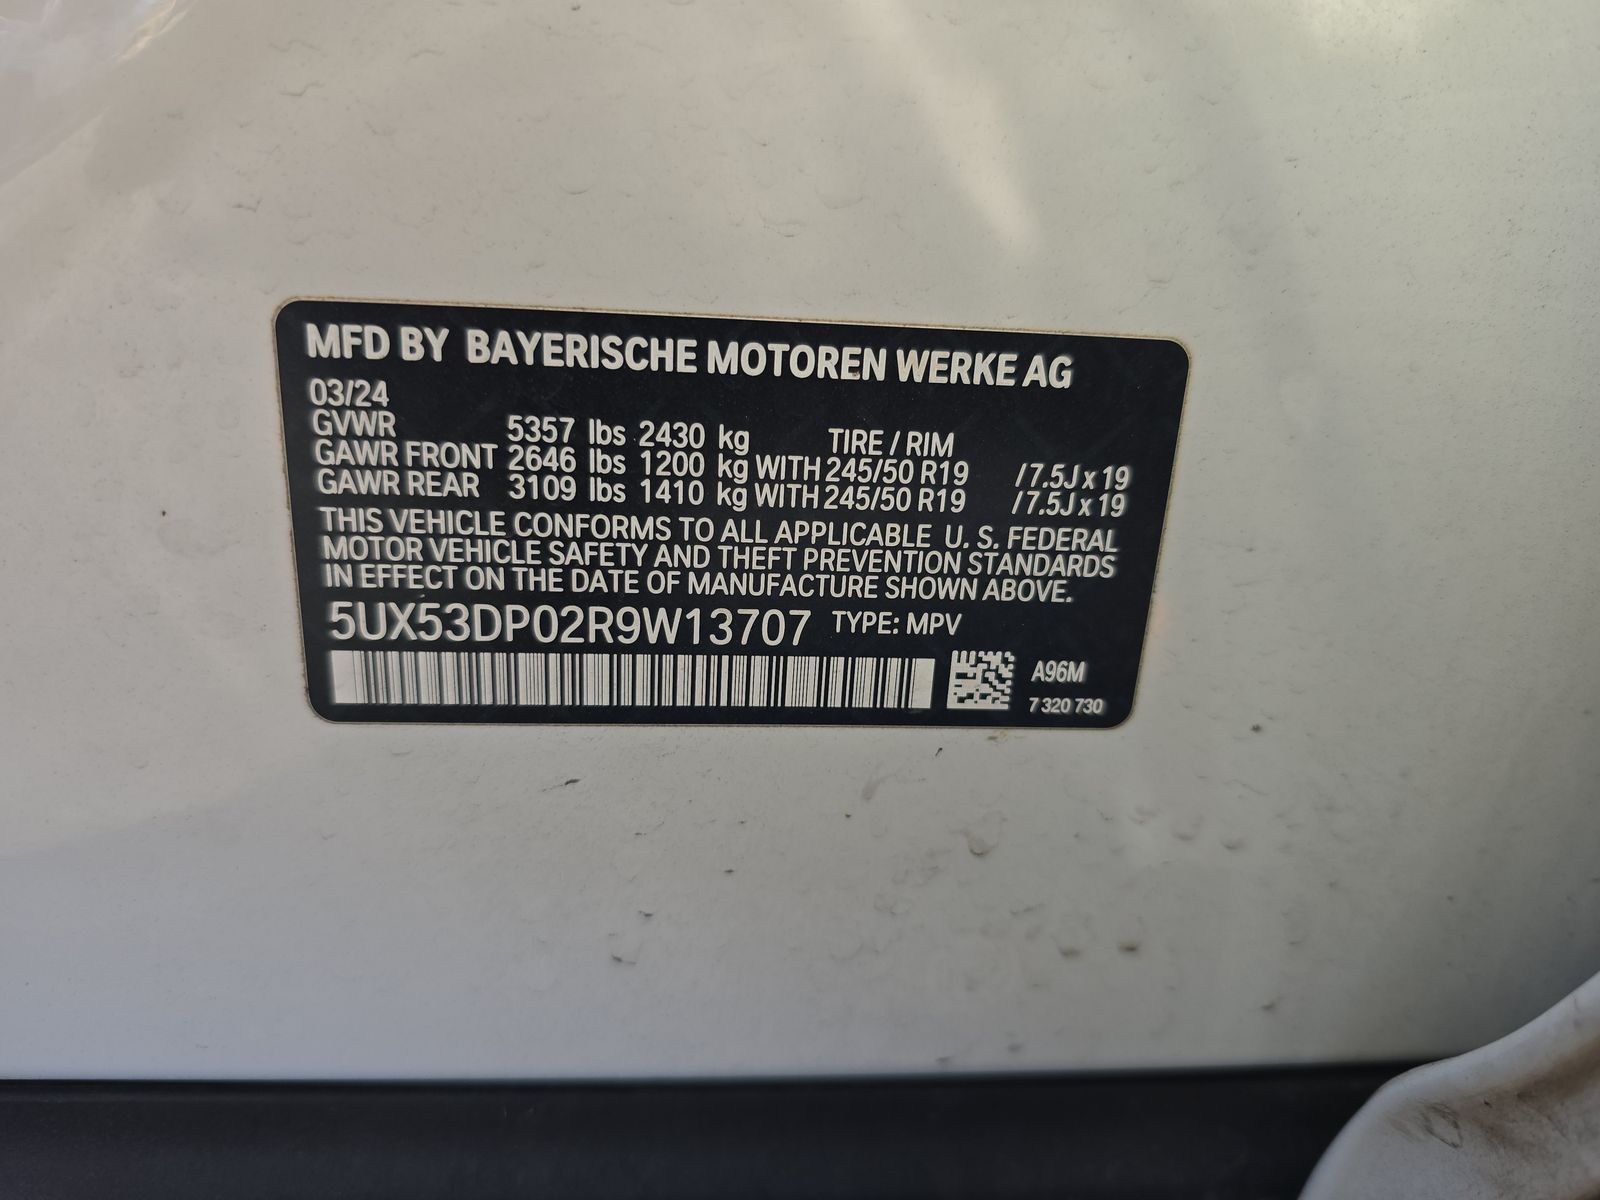 MFD BY BAYERISCHE MOTOREN WERKE AG
03/24
GVWR 5357 lbs 2430 kg TIRE / RIM
GAWR FRONT 2646 lbs 1200 kg WITH 245/50 R19 / 7.5J x 19
GAWR REAR 3109 lbs 1410 kg WITH 245/50 R19 / 7.5J x 19
THIS VEHICLE CONFORMS TO ALL APPLICABLE U. S. FEDERAL
MOTOR VEHICLE SAFETY AND THEFT PREVENTION STANDARDS
IN EFFECT ON THE DATE OF MANUFACTURE SHOWN ABOVE.
5UX53DP02R9W13707 TYPE: MPV
A96M
7 320 730